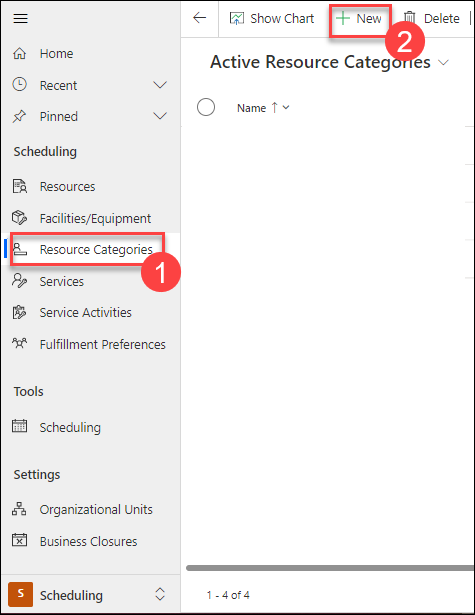 Home
Recent
Pinned
Scheduling
Resources
Facilities/Equipment
Resource Categories
1
Services
Service Activities
Fulfillment Preferences
Tools
Scheduling
Settings
Organizational Units
Business Closures
S Scheduling
Show Chart New Delete
2
Active Resource Categories
Name
1 - 4 of 4